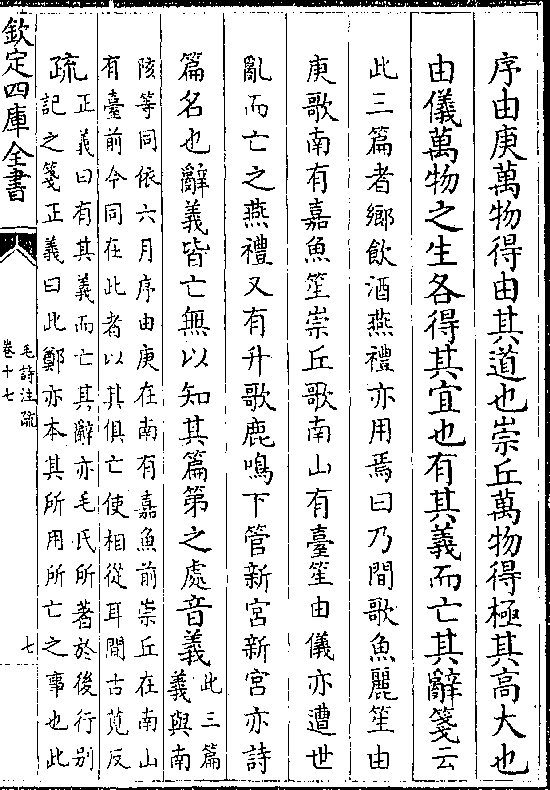 序由庚萬物得由其道也崇丘萬物得極其高大也
由儀萬物之生各得其宜也有其義而亡其辭箋云
此三篇者鄉飲酒燕禮亦用焉曰乃間歌魚麗笙由
庚歌南有嘉魚笙崇丘歌南山有臺笙由儀亦遭世
亂而亡之燕禮又有升歌鹿鳴下管新宮新宮亦詩
篇名也辭義皆亡無以知其篇第之處音義
此三篇
義與南
陔等同依六月序由庚在南有嘉魚前崇丘在南山
有臺前今同在此者以其俱亡使相從耳間古莧反
疏
正義曰有其義而亡其辭亦毛氏所著於後行别
記之箋正義曰此鄭亦本其所用所亡之事也此
欽定四庫全書
毛詩注疏
卷十七
七